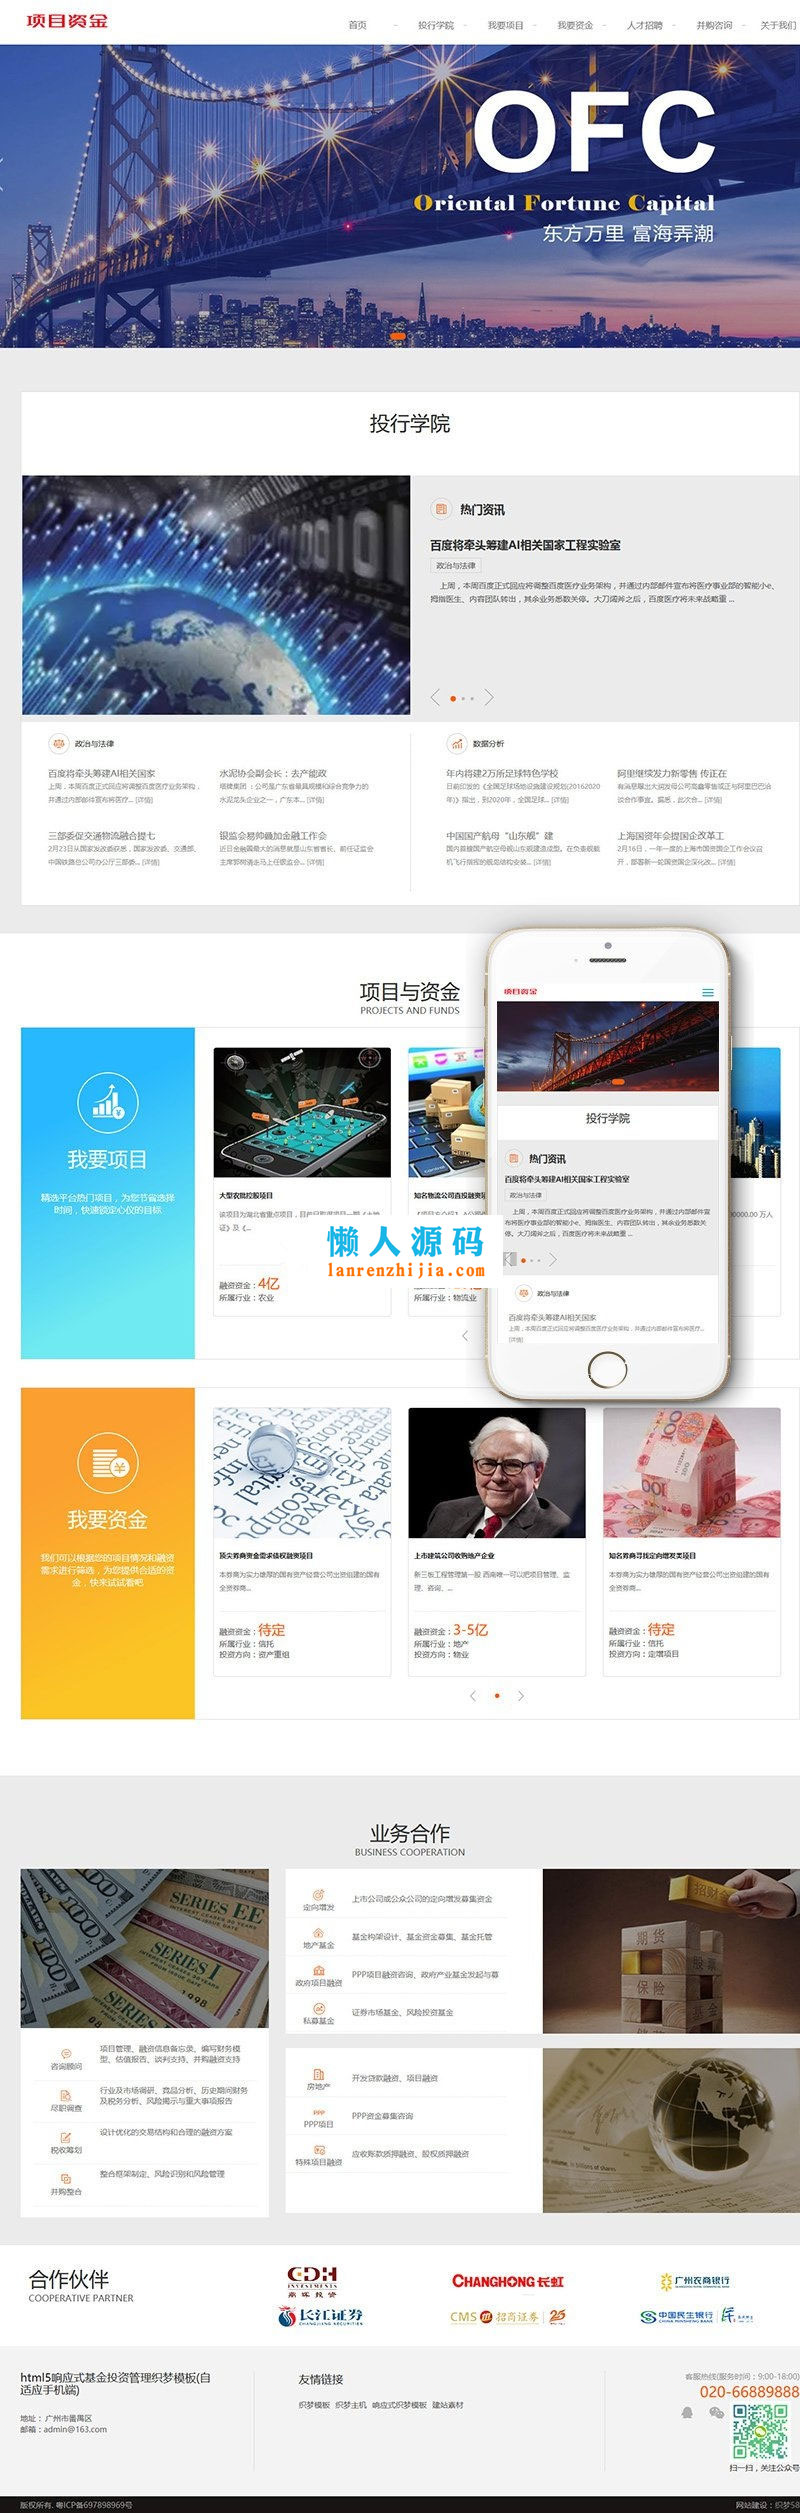 项目资金
首页 - 投行学院 - 我要项目 - 我要资金 - 人才招聘 - 并购咨询 - 关于我们
OFC
Oriental Fortune Capital
东方万里 富海弄潮
投行学院
热门资讯
百度将牵头筹建AI相关国家工程实验室
政治与法律
上周，本周百度正式回应将调整百度医疗业务架构，并通过内部邮件宣布将医疗事业部的智能小e、
拇指医生、内容团队转出，其余业务悉数关停。大刀阔斧之后，百度医疗将未来战略重 ...
政治与法律
百度将牵头筹建AI相关国家
上周，本周百度正式回应将调整百度医疗业务架构，
并通过内部邮件宣布将医疗... [详情]
水泥协会副会长：去产能政
塔牌集团：公司是广东省最具规模和综合竞争力的
水泥龙头企业之一，广东本... [详情]
三部委促交通物流融合提七
2月23日从国家发改委获悉，国家发改委、交通部、
中国铁路总公司办公厅三部委... [详情]
银监会易帅叠加金融工作会
近日金融圈最大的消息就是山东省省长、前任证监会
主席郭树清走马上任银监会... [详情]
数据分析
年内将建2万所足球特色学校
日前印发的《全国足球场地设施建设规划(20162020
年)》指出，到2020年，全国足球... [详情]
阿里继续发力新零售 传正在
有消息曝出大润发母公司高鑫零售或正与阿里巴巴洽
谈合作事宜。据悉，此次合... [详情]
中国国产航母“山东舰”建
国内首艘国产航空母舰山东舰建造成型。在负责舰载
机飞行指挥的舰岛结构安装... [详情]
上海国资年会提国企改革工
2月16日，一年一度的上海市国资国企工作会议召
开，部署新一轮国资国企深化改... [详情]
项目与资金
PROJECTS AND FUNDS
我要项目
精选平台热门项目，为您节省选择
时间，快速锁定心仪的目标
大型农批控股项目
证》及《...
融资资金：4亿
所属行业：农业
知名物流公司直投融资项
所属行业：物流业
00000.00 万人
懒人源码
lanrenzhijia.com
项目资金
投行学院
热门资讯
百度将牵头筹建AI相关国家工程实验室
政治与法律
上周，本周百度正式回应将调整百度医疗业务架构，并通过内部邮件宣
布将医疗事业部的智能小e、拇指医生、内容团队转出，其余业务悉数关
停。大刀阔斧之后，百度医疗将未来战略重 ...
政治与法律
百度将牵头筹建AI相关国家
上周，本周百度正式回应将调整百度医疗业务架构，并通过内部邮件宣布将医疗...
[详情]
我要资金
我们可以根据您的项目情况和融资
需求进行筛选，为您提供合适的资
金，快来试试看吧
顶尖券商资金需求债权融资项目
本券商为实力雄厚的国有资产经营公司出资组建的国有
全资券商...
融资资金：待定
所属行业：信托
投资方向：资产重组
上市建筑公司收购地产企业
新三板工程管理第一股 西南唯一可以把项目管理、监
理、咨询、...
融资资金：3-5亿
所属行业：地产
投资方向：物业
知名券商寻找定向增发类项目
本券商为实力雄厚的国有资产经营公司出资组建的国有
全资券商...
融资资金：待定
所属行业：信托
投资方向：定增项目
业务合作
BUSINESS COOPERATION
SERIES EE
SERIES I
1998
100
咨询顾问
项目管理、融资信息备忘录、编写财务模
型、估值报告、谈判支持、并购融资支持
尽职调查
行业及市场调研、竞品分析、历史期间财务
及税务分析、风险揭示与重大事项报告
税收筹划
设计优化的交易结构和合理的融资方案
并购整合
整合框架制定、风险识别和风险管理
定向增发
上市公司或公众公司的定向增发募集资金
地产基金
基金构架设计、基金资金募集、基金托管
政府项目融资
PPP项目融资咨询、政府产业基金发起与募
私募基金
证券市场基金、风险投资基金
招财
期货
股票
保险
基金
房地产
开发贷款融资、项目融资
PPP
PPP项目
PPP资金募集咨询
特殊项目融资
应收账款质押融资、股权质押融资
合作伙伴
COOPERATIVE PARTNER
CDH
INVESTMENTS
鼎晖投资
CHANGHONG 长虹
广州农商银行
长江证券
CHANGJIANG SECURITIES
CMS 招商证券 25
中国民生银行
CHINA MINSHENG BANK
html5响应式基金投资管理织梦模板(自
适应手机端)
地址：广州市番禺区
邮箱：admin@163.com
友情链接
织梦模板 织梦主机 响应式织梦模板 建站素材
客服热线(服务时间：9:00-18:00)
020-66889888
扫一扫，关注公众号
版权所有. 粤ICP备697898969号
网站建设：织梦58